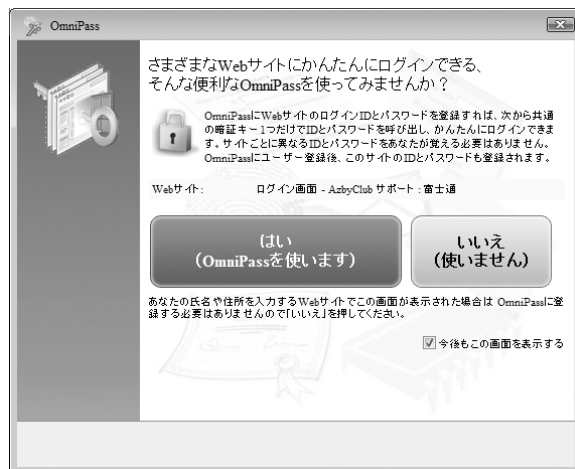 OmniPass
さまざまなWebサイトにかんたんにログインできる、
そんな便利なOmniPassを使ってみませんか？
OmniPassにWebサイトのログインIDとパスワードを登録すれば、次から共通
の暗証キー1つだけでIDとパスワードを呼び出し、かんたんにログインできま
す。サイトごとに異なるIDとパスワードをあなたが覚える必要はありません。
OmniPassにユーザー登録後、このサイトのIDとパスワードも登録されます。
Webサイト: ログイン画面 - AzbyClub サポート : 富士通
はい
(OmniPassを使います)
いいえ
(使いません)
あなたの氏名や住所を入力するWebサイトでこの画面が表示された場合は OmniPassに登
録する必要はありませんので「いいえ」を押してください。
今後もこの画面を表示する